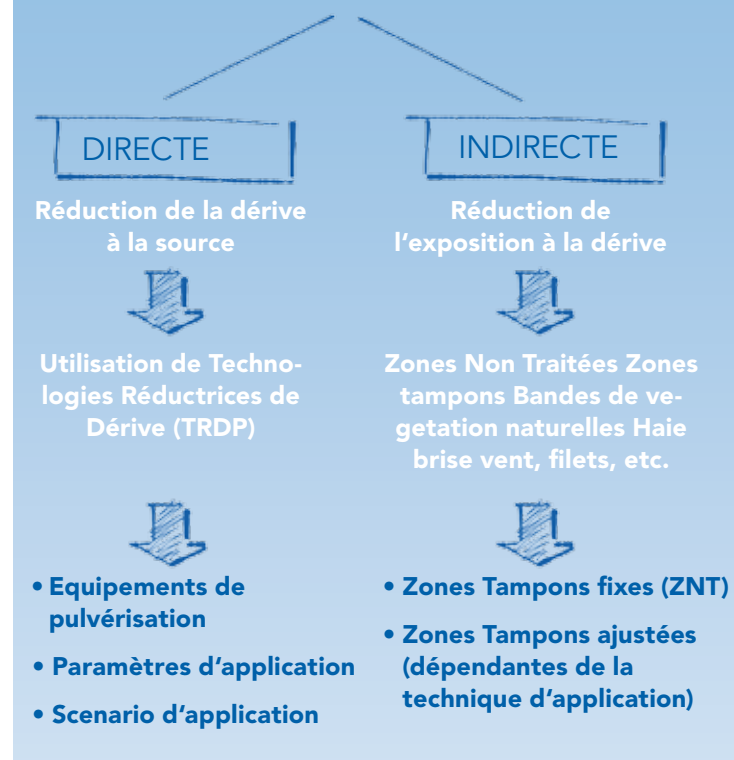 DIRECTE
Réduction de la dérive
à la source
Utilisation de Techno-
logies Réductrices de
Dérive (TRDP)
• Equipements de
pulvérisation
• Paramètres d'application
• Scenario d'application
INDIRECTE
Réduction de
l'exposition à la dérive
Zones Non Traitées Zones
tampons Bandes de ve-
getation naturelles Haie
brise vent, filets, etc.
• Zones Tampons fixes (ZNT)
• Zones Tampons ajustées
(dépendantes de la
technique d'application)